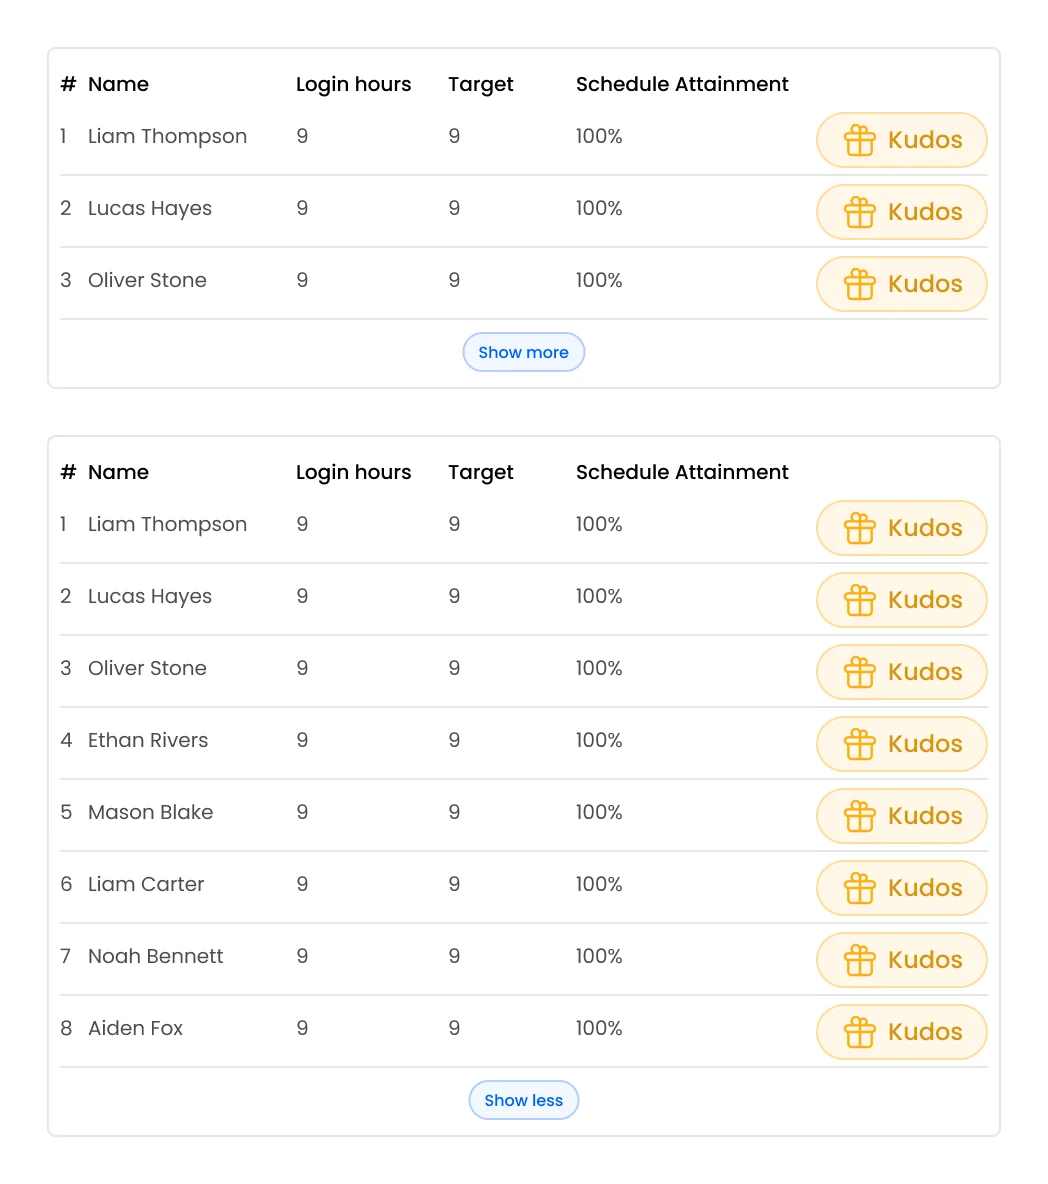 # Name Login hours Target Schedule Attainment
1 Liam Thompson 9 9 100% Kudos
2 Lucas Hayes 9 9 100% Kudos
3 Oliver Stone 9 9 100% Kudos
Show more
# Name Login hours Target Schedule Attainment
1 Liam Thompson 9 9 100% Kudos
2 Lucas Hayes 9 9 100% Kudos
3 Oliver Stone 9 9 100% Kudos
4 Ethan Rivers 9 9 100% Kudos
5 Mason Blake 9 9 100% Kudos
6 Liam Carter 9 9 100% Kudos
7 Noah Bennett 9 9 100% Kudos
8 Aiden Fox 9 9 100% Kudos
Show less